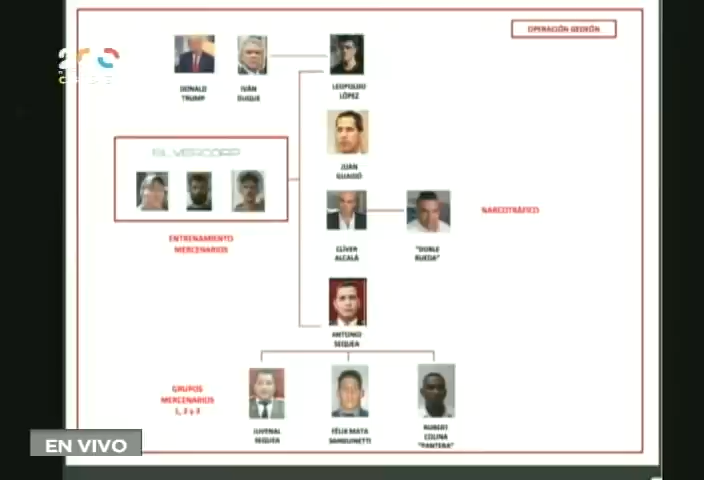 OPERACIÓN GEDEÓN
DONALD
TRUMP
IVÁN
DUQUE
LEOPOLDO
LÓPEZ
JUAN
GUAIDÓ
SILVERCORP
ENTRENAMIENTO
MERCENARIOS
CLÍVER
ALCALÁ
"DOBLE
RUEDA"
NARCOTRÁFICO
ANTONIO
SEQUEA
GRUPOS
MERCENARIOS
1, 2 y 3
JUVENAL
SEQUEA
FÉLIX MATA
SANGUINETTI
ROBERT
COLINA
"PANTERA"
EN VIVO